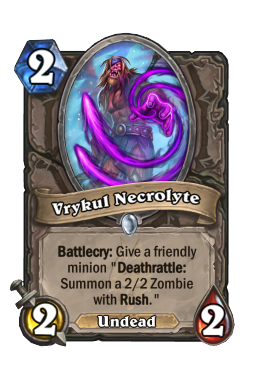 2
Vrykul Necrolyte
Battlecry: Give a friendly
minion "Deathrattle:
Summon a 2/2 Zombie
with Rush."
2
Undead
2